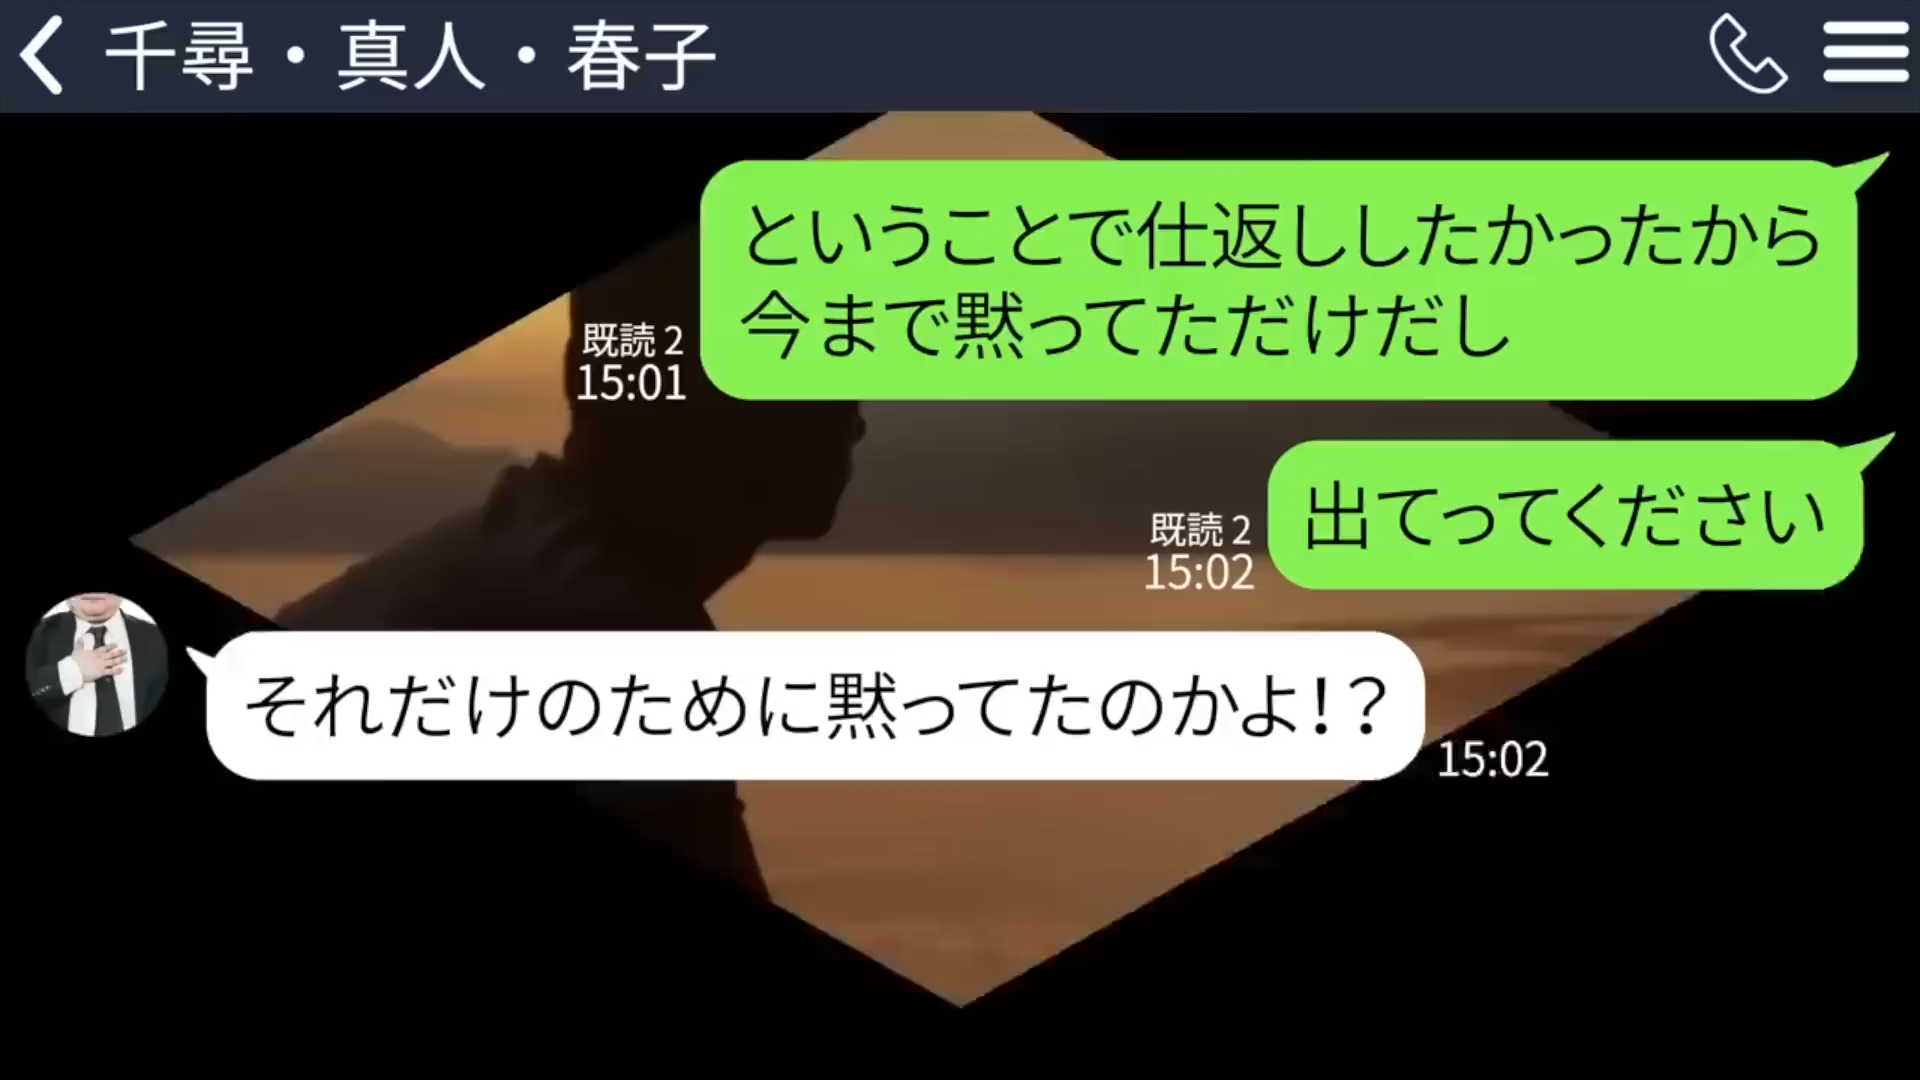 千尋・真人・春子
ということで仕返ししたかったから
今まで黙ってただけだし
既読 2
15:01
出てってください
既読 2
15:02
それだけのために黙ってたのかよ！？
15:02